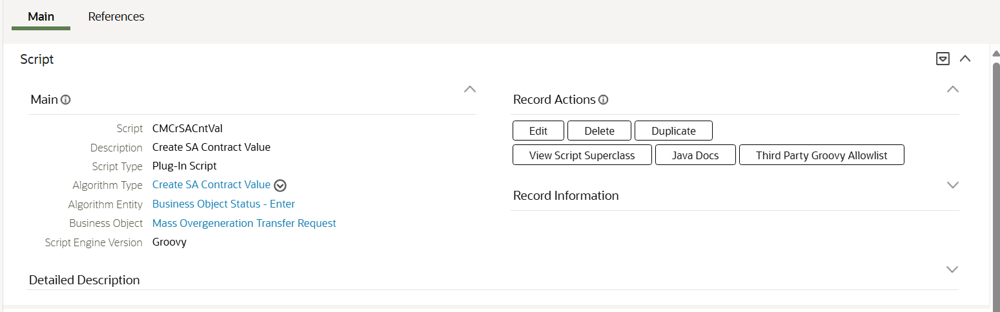 Main References
Script
Main
Script CMCrSACntVal
Description Create SA Contract Value
Script Type Plug-In Script
Algorithm Type Create SA Contract Value
Algorithm Entity Business Object Status - Enter
Business Object Mass Overgeneration Transfer Request
Script Engine Version Groovy
Record Actions
Edit Delete Duplicate
View Script Superclass Java Docs Third Party Groovy Allowlist
Record Information
Detailed Description